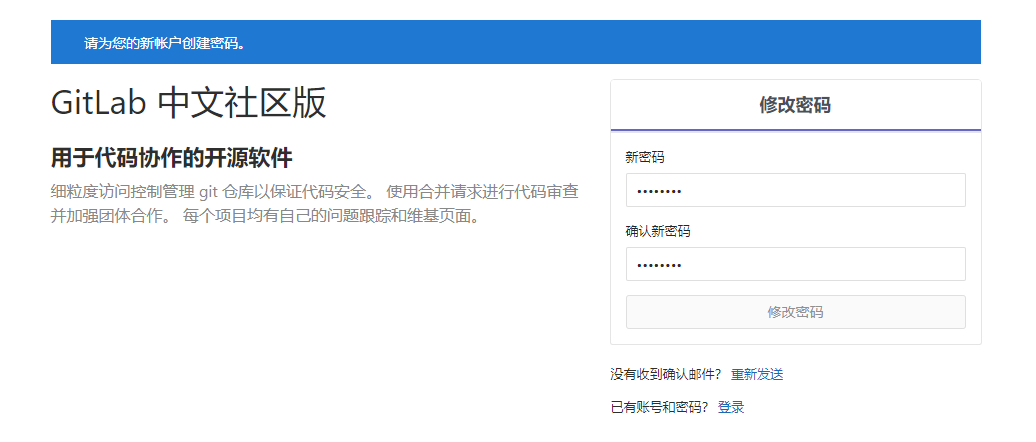 请为您的新帐户创建密码。
GitLab 中文社区版
用于代码协作的开源软件
细粒度访问控制管理 git 仓库以保证代码安全。 使用合并请求进行代码审查
并加强团体合作。 每个项目均有自己的问题跟踪和维基页面。
修改密码
新密码
••••••••
确认新密码
••••••••
修改密码
没有收到确认邮件? 重新发送
已有账号和密码? 登录